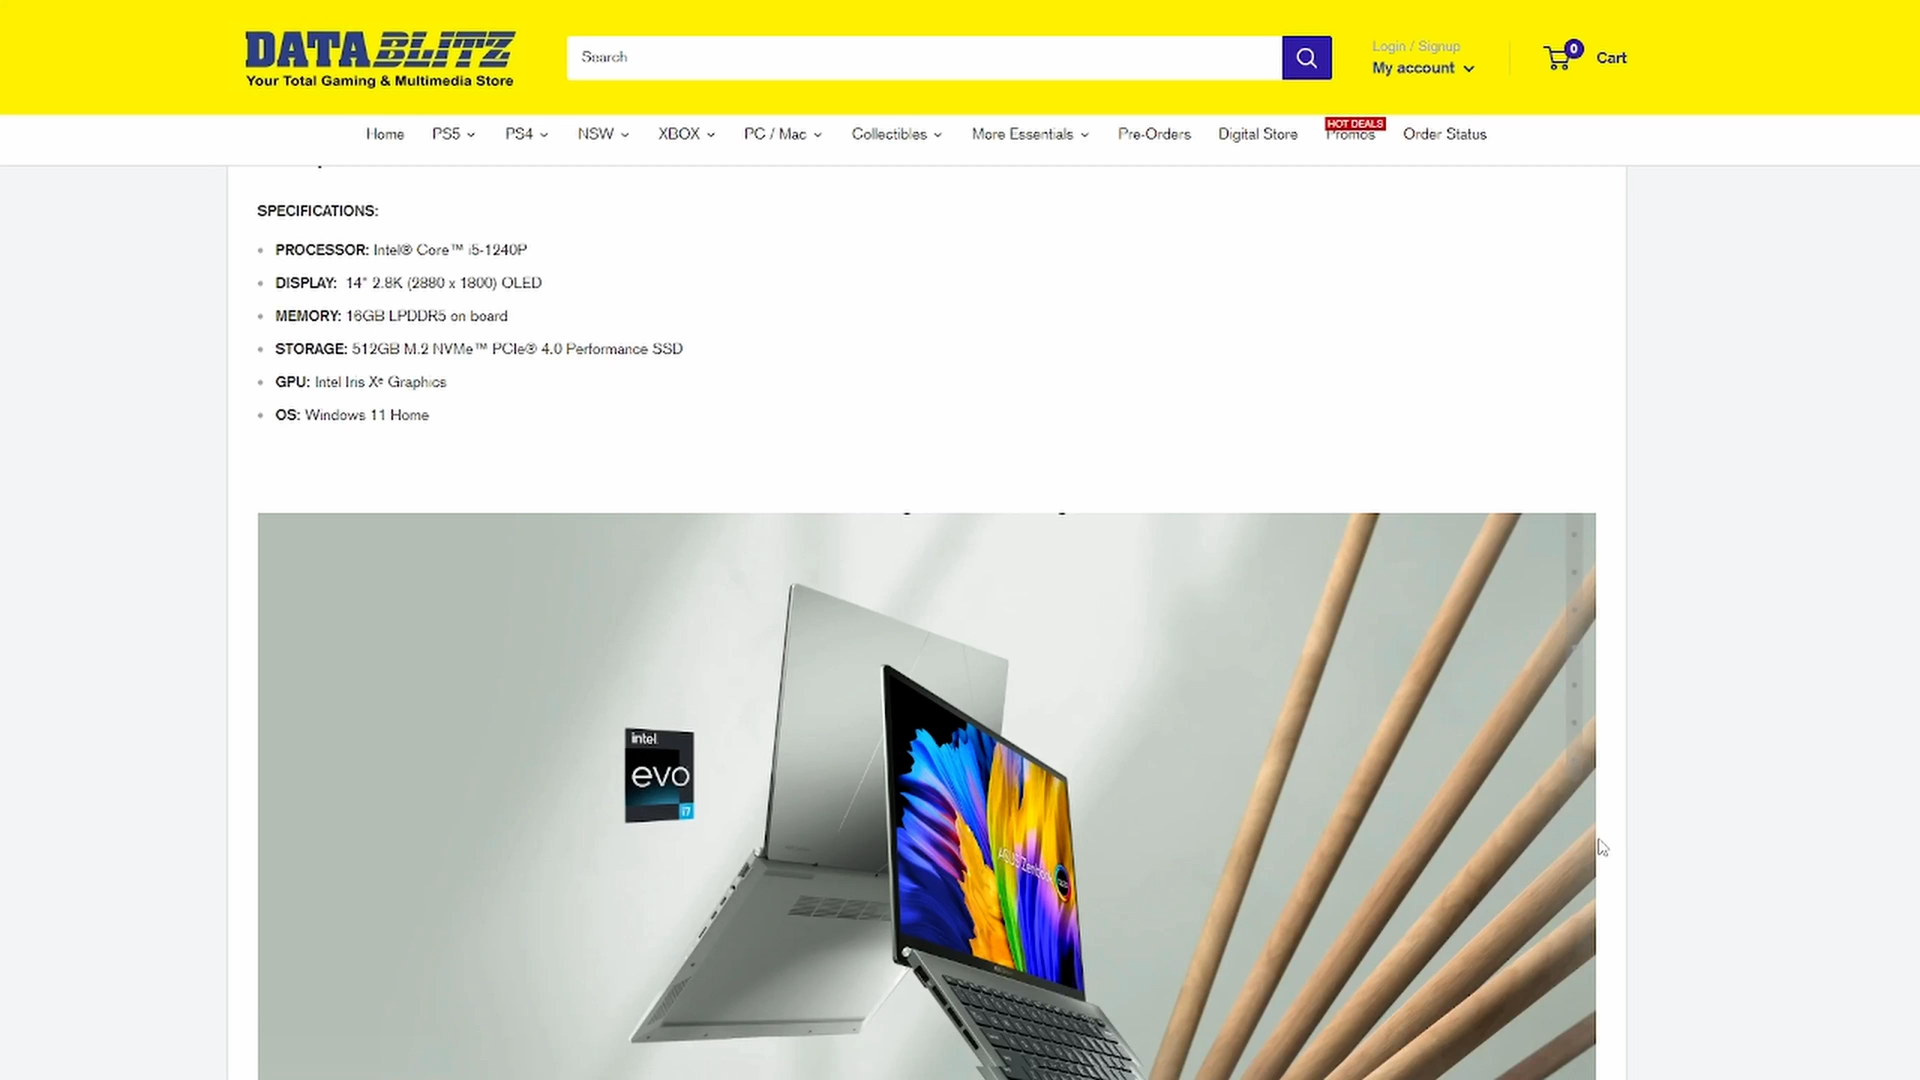 DATABLITZ
Your Total Gaming & Multimedia Store
Search
Login / Signup
My account
0
Cart
Home
PS5
PS4
NSW
XBOX
PC / Mac
Collectibles
More Essentials
Pre-Orders
Digital Store
HOT DEALS
Promos
Order Status
SPECIFICATIONS:
PROCESSOR: Intel® Core™ i5-1240P
DISPLAY: 14" 2.8K (2880 x 1800) OLED
MEMORY: 16GB LPDDR5 on board
STORAGE: 512GB M.2 NVMe™ PCIe® 4.0 Performance SSD
GPU: Intel Iris Xᵉ Graphics
OS: Windows 11 Home
intel.
evo
i7
ASUS Zenbook